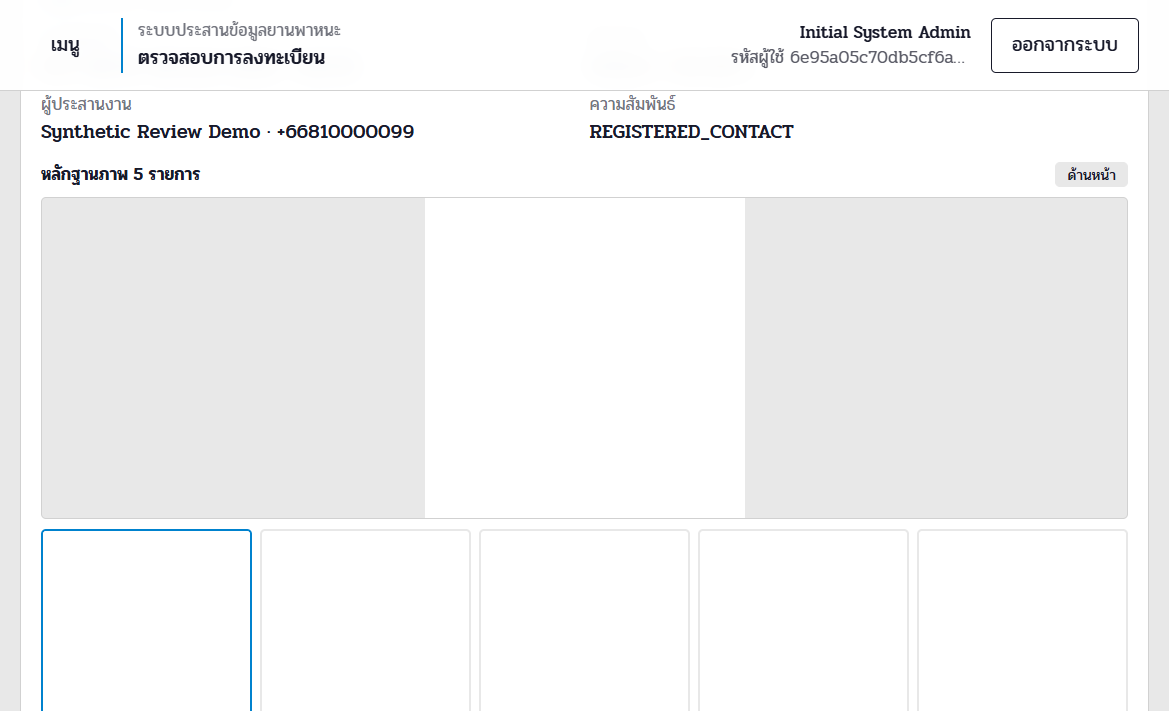 เมนู
ระบบประสานข้อมูลยานพาหนะ
ตรวจสอบการลงทะเบียน
Initial System Admin
รหัสผู้ใช้ 6e95a05c70db5cf6a...
ออกจากระบบ
ผู้ประสานงาน
Synthetic Review Demo · +66810000099
ความสัมพันธ์
REGISTERED_CONTACT
หลักฐานภาพ 5 รายการ
ด้านหน้า